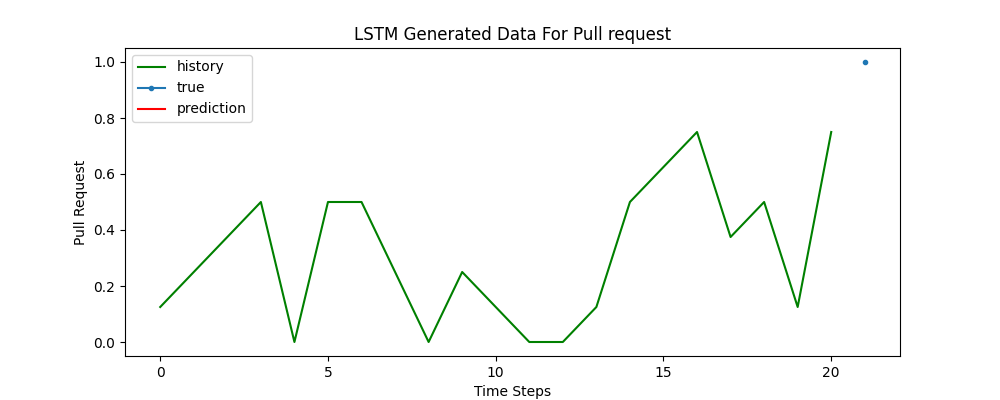 LSTM Generated Data For Pull request
history
true
prediction
1.0
0.8
0.6
0.4
0.2
0.0
Pull Request
0 5 10 15 20
Time Steps